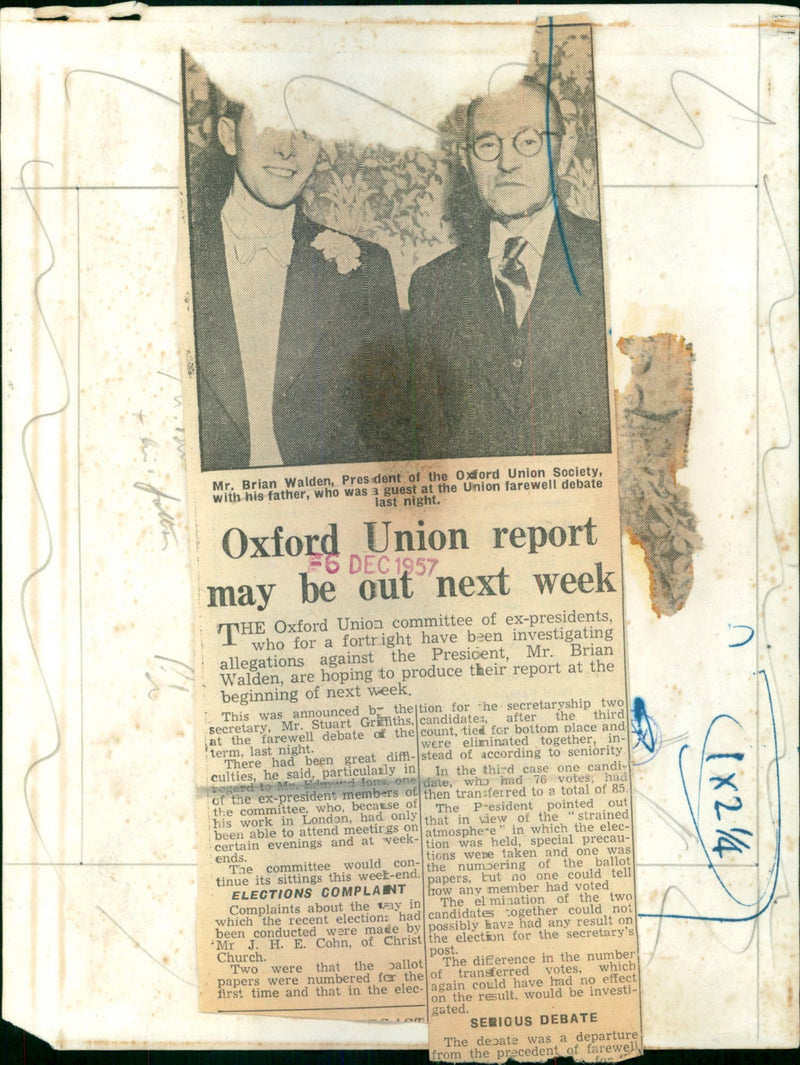 Mr. Brian Walden, President of the Oxford Union Society,
with his father, who was a guest at the Union farewell debate
last night.
Oxford Union report
6 DEC 1957
may be out next week
THE Oxford Union committee of ex-presidents,
who for a fortnight have been investigating
allegations against the President, Mr. Brian
Walden, are hoping to produce their report at the
beginning of next week.
This was announced by the
secretary, Mr. Stuart Griffiths,
at the farewell debate of the
term, last night.
There had been great diffi-
culties, he said, particularly in
regard to Mr. Edmund Ions, one
of the ex-president members of
the committee, who, because of
his work in London, had only
been able to attend meetings on
certain evenings and at week-
ends.
The committee would con-
tinue its sittings this week-end.
ELECTIONS COMPLAINT
Complaints about the way in
which the recent elections had
been conducted were made by
Mr J. H. E. Cohn, of Christ
Church.
Two were that the ballot
papers were numbered for the
first time and that in the elec-
tion for the secretaryship two
candidates, after the third
count, tied for bottom place and
were eliminated together, in-
stead of according to seniority
In the third case one candi-
date, who had 76 votes, had
then transferred to a total of 85.
The President pointed out
that in view of the "strained
atmosphere" in which the elec-
tion was held, special precau-
tions were taken and one was
the numbering of the ballot
papers, but no one could tell
how any member had voted
The elimination of the two
candidates together could not
possibly have had any result on
the election for the secretary's
post.
The difference in the number
of transferred votes, which
again could have had no effect
on the result, would be investi-
gated.
SERIOUS DEBATE
The debate was a departure
from the precedent of farewell
1 x 2 1/4